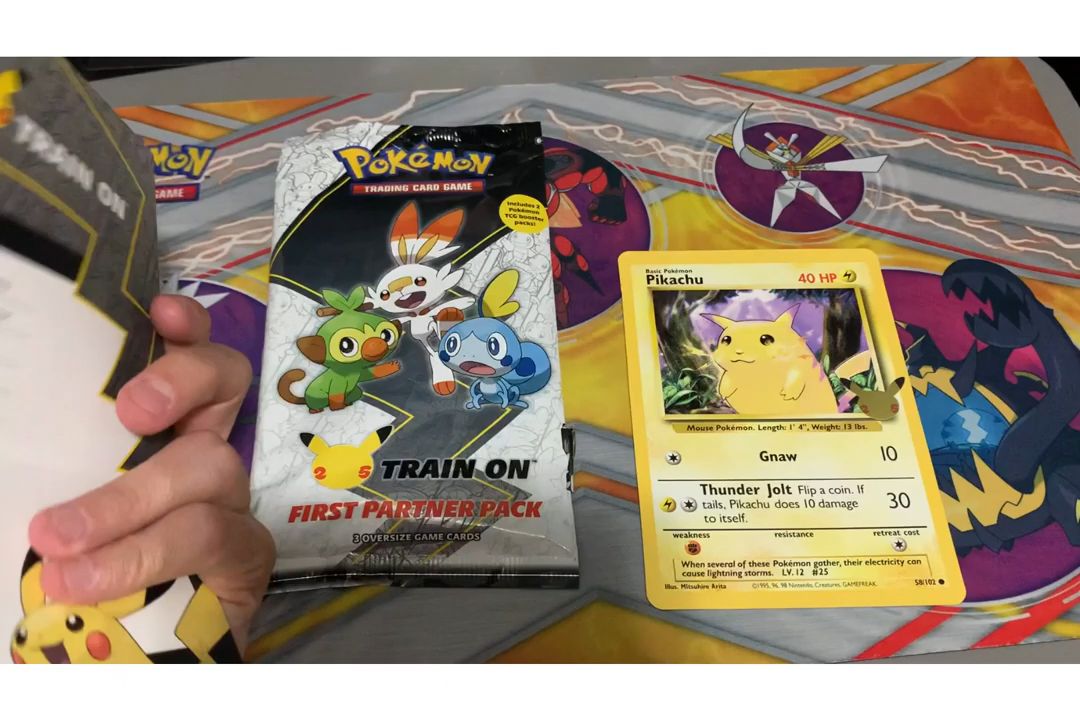 TRAIN ON
MON
GAME
POKéMON
TRADING CARD GAME
Includes 2
Pokémon
TCG booster
packs!
25 TRAIN ON™
FIRST PARTNER PACK
3 OVERSIZE GAME CARDS
Basic Pokémon
Pikachu 40 HP
25
Mouse Pokémon. Length: 1' 4", Weight: 13 lbs.
Gnaw 10
Thunder Jolt Flip a coin. If
tails, Pikachu does 10 damage
to itself.
30
weakness resistance retreat cost
When several of these Pokémon gather, their electricity can
cause lightning storms. LV. 12 #25
Illus. Mitsuhiro Arita ©1995, 96, 98 Nintendo, Creatures, GAMEFREAK. 58/102